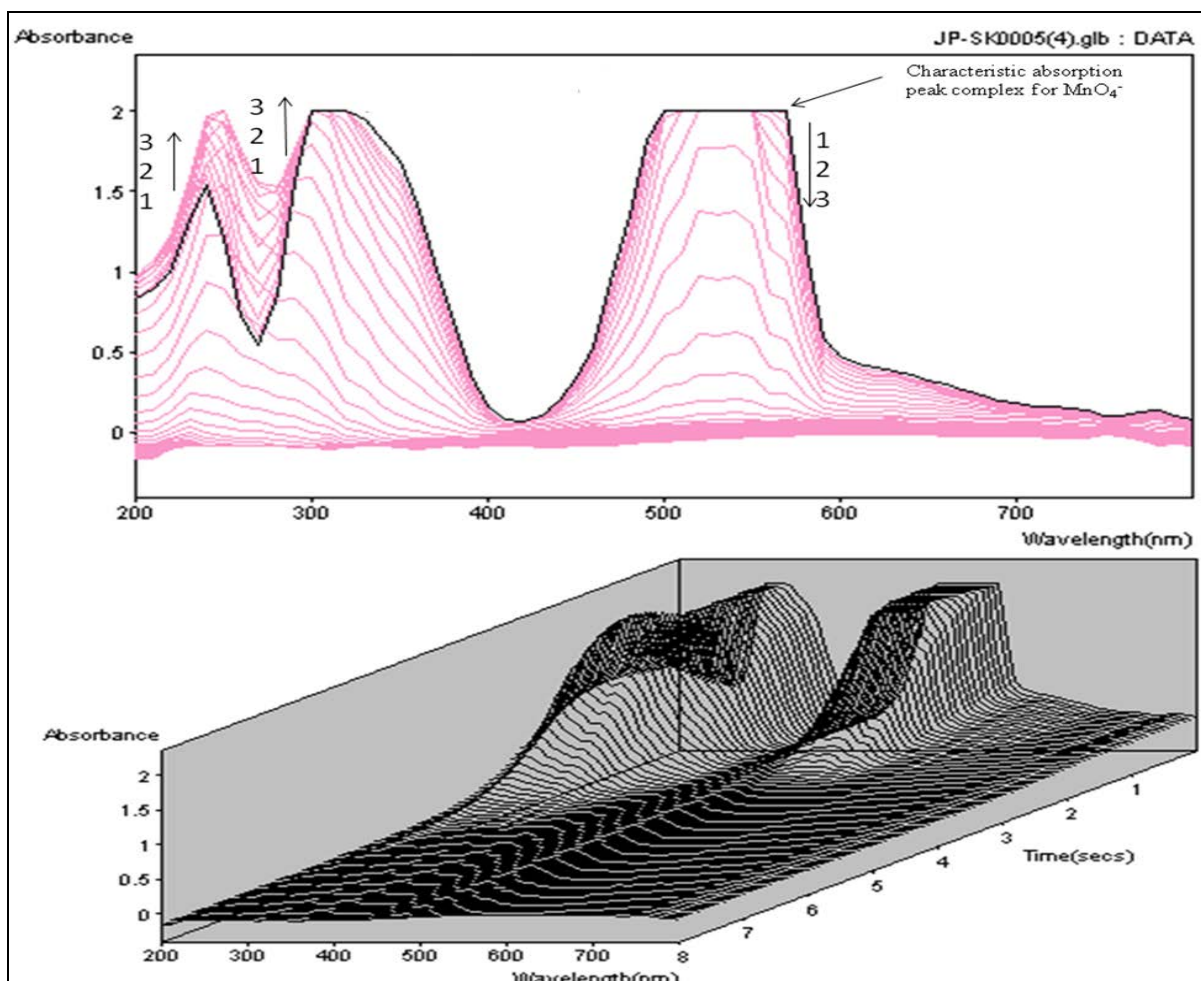 Absorbance
JP-SK0005(4).glb : DATA
Characteristic absorption
peak complex for MnO₄⁻
2
1.5
1
0.5
0
3
2
1
3
2
1
1
2
3
200 300 400 500 600 700
Wavelength(nm)
Absorbance
2
1.5
1
0.5
0
1
2
3
4
5
6
7
8
Time(secs)
200 300 400 500 600 700
Wavelength(nm)